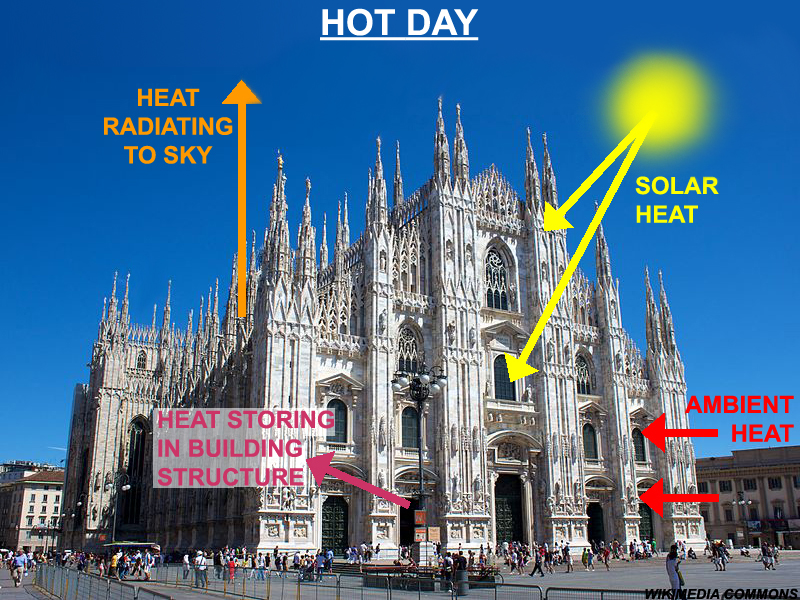 HOT DAY
HEAT
RADIATING
TO SKY
SOLAR
HEAT
AMBIENT
HEAT
HEAT STORING
IN BUILDING
STRUCTURE
WIKIMEDIA COMMONS